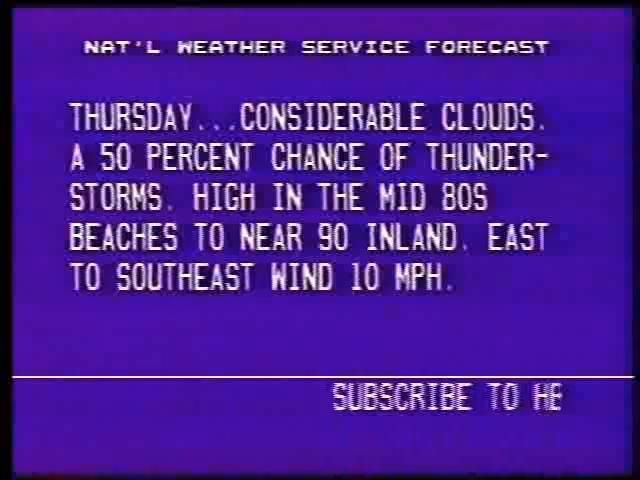 NAT'L WEATHER SERVICE FORECAST
THURSDAY...CONSIDERABLE CLOUDS.
A 50 PERCENT CHANCE OF THUNDER-
STORMS. HIGH IN THE MID 80S
BEACHES TO NEAR 90 INLAND. EAST
TO SOUTHEAST WIND 10 MPH.
SUBSCRIBE TO HE